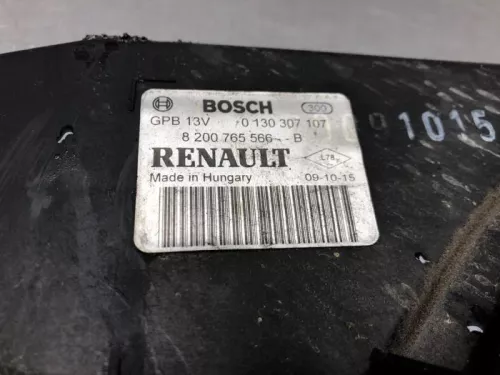 BOSCH 300
GPB 13V 0 130 307 107
8 200 765 566 -- B
RENAULT
Made in Hungary 09-10-15
1015